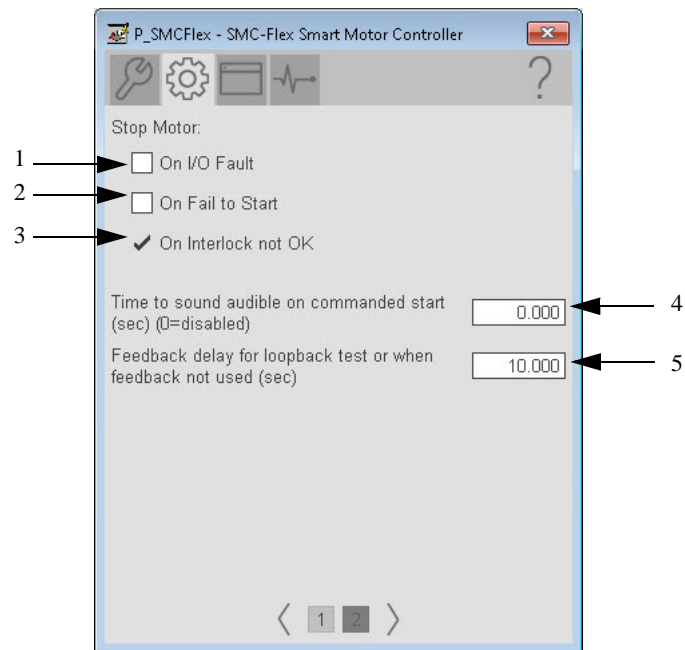 P_SMCFlex - SMC-Flex Smart Motor Controller
?
Stop Motor:
1
On I/O Fault
2
On Fail to Start
3
On Interlock not OK
Time to sound audible on commanded start
(sec) (0=disabled)
0.000
4
Feedback delay for loopback test or when
feedback not used (sec)
10.000
5
1 2